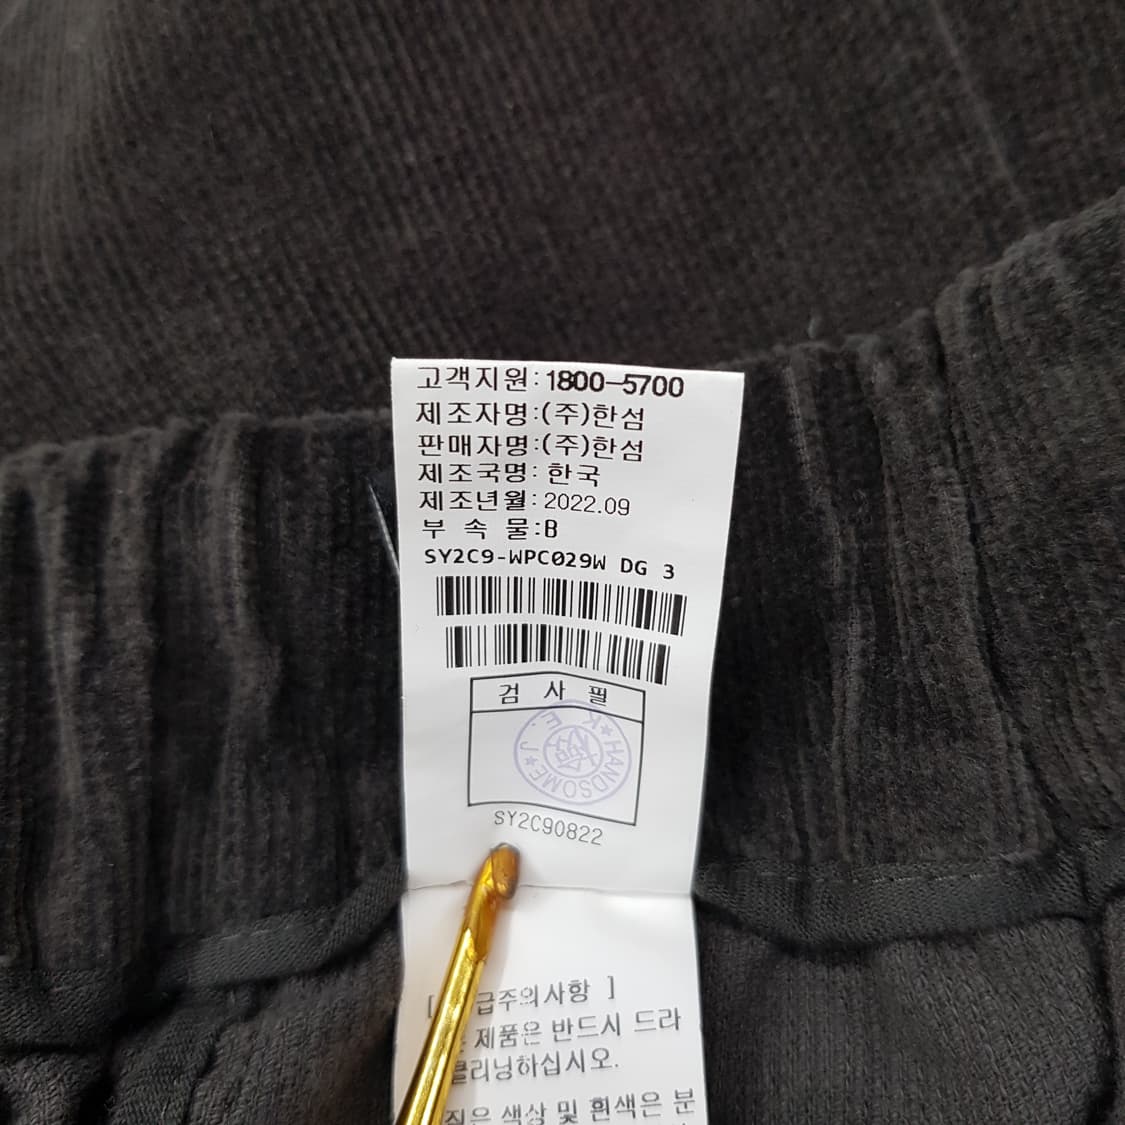 고객지원:1800-5700
제조자명:(주)한섬
판매자명:(주)한섬
제조국명: 한국
제조년월: 2022.09
부 속 물:B
SY2C9-WPC029W DG 3
검 사 필
HANDSOME★J.E.K★
SY2C90822
[ 급주의사항 ]
제품은 반드시 드라
클리닝하십시오.
색상 및 흰색은 분